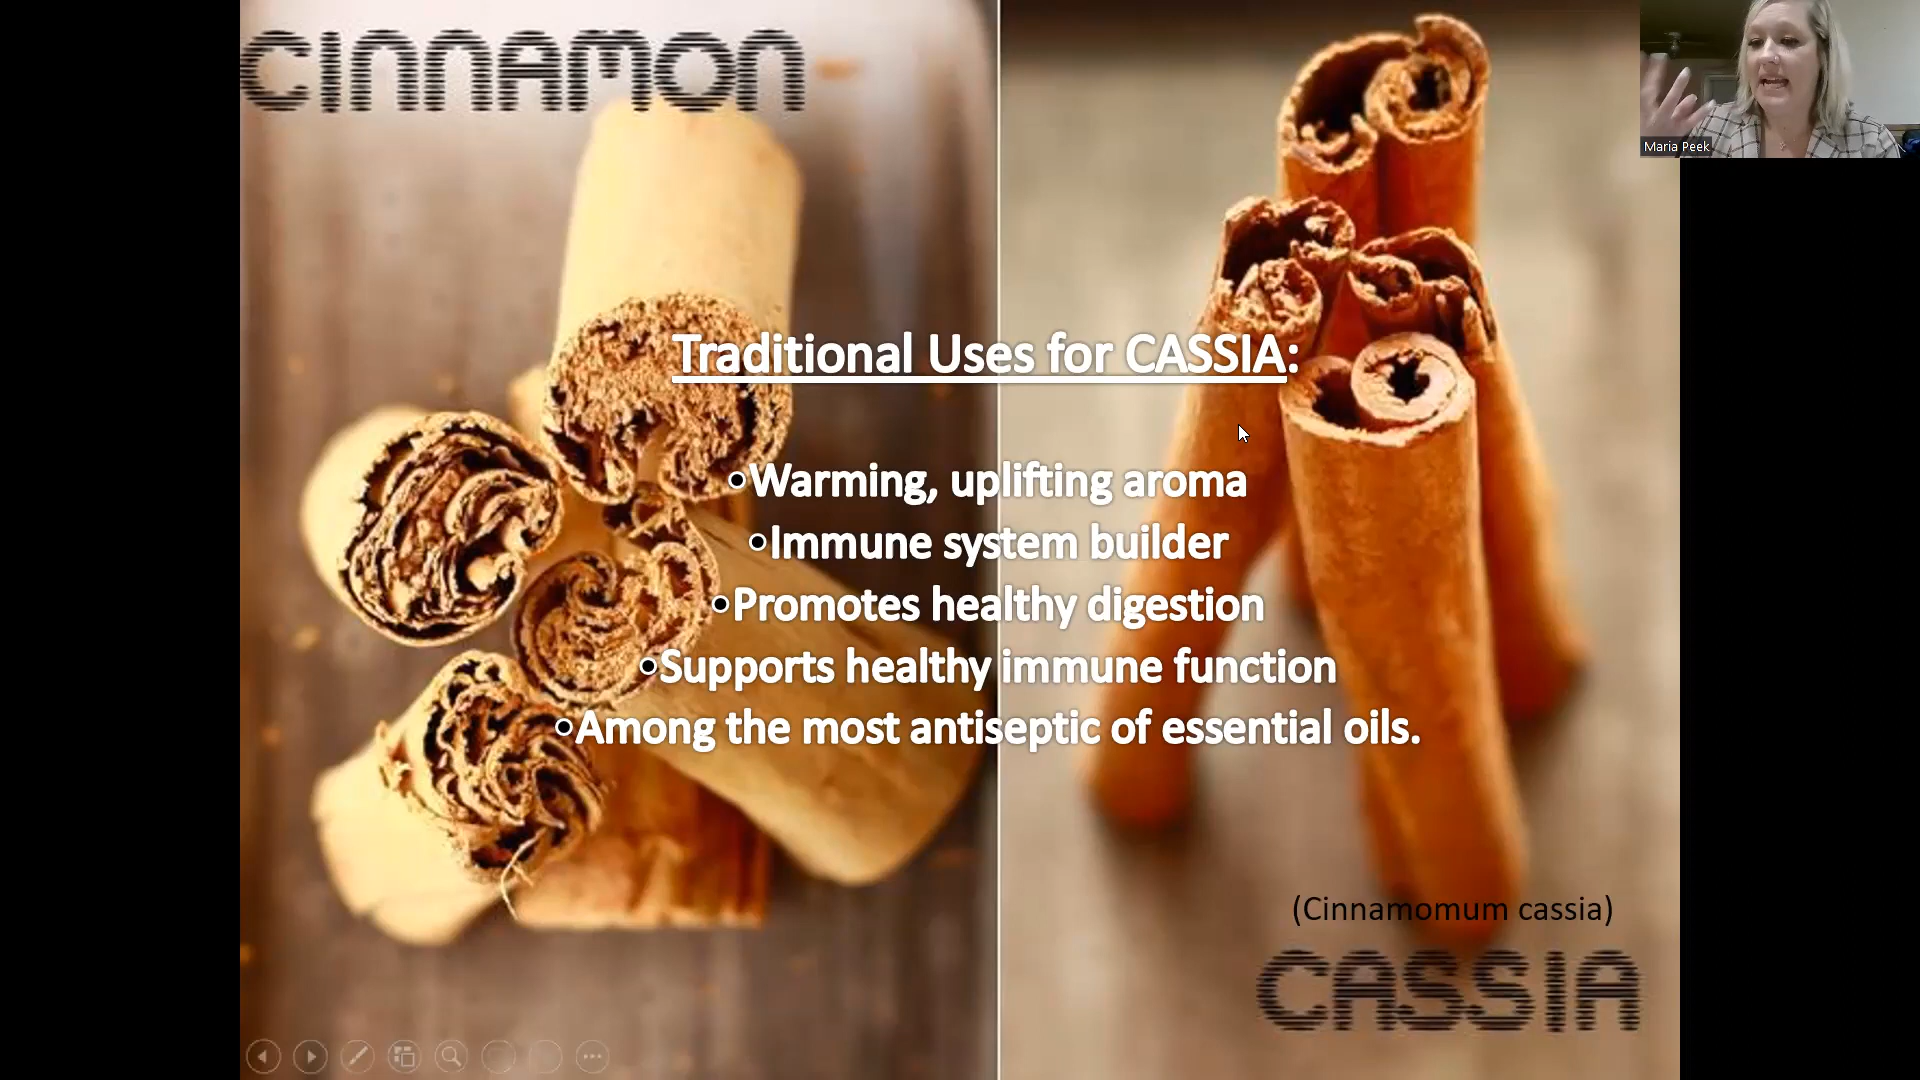 CINNAMON
Maria Peek
Traditional Uses for CASSIA:
•Warming, uplifting aroma
•Immune system builder
•Promotes healthy digestion
•Supports healthy immune function
•Among the most antiseptic of essential oils.
(Cinnamomum cassia)
CASSIA